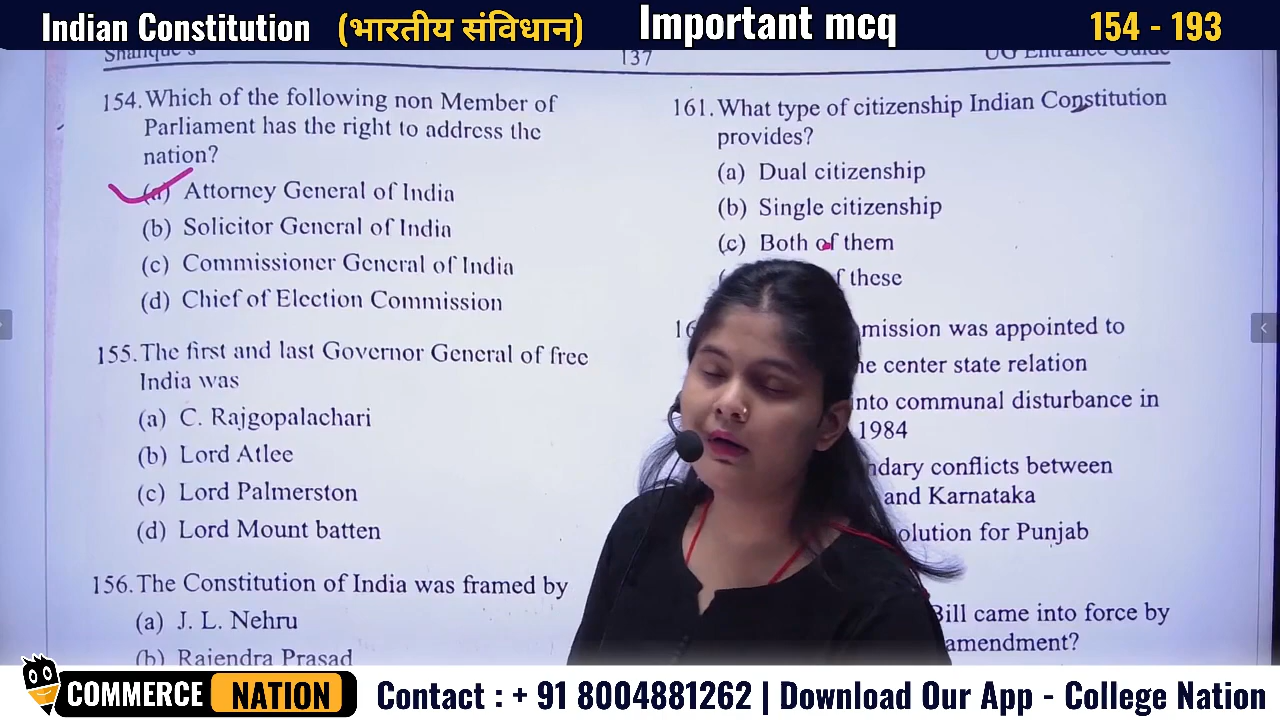 Indian Constitution (भारतीय संविधान) Important mcq 154 - 193
137
UG Entrance Guide
154. Which of the following non Member of
Parliament has the right to address the
nation?
(a) Attorney General of India
(b) Solicitor General of India
(c) Commissioner General of India
(d) Chief of Election Commission
155. The first and last Governor General of free
India was
(a) C. Rajgopalachari
(b) Lord Atlee
(c) Lord Palmerston
(d) Lord Mount batten
156. The Constitution of India was framed by
(a) J. L. Nehru
(b) Rajendra Prasad
161. What type of citizenship Indian Constitution
provides?
(a) Dual citizenship
(b) Single citizenship
(c) Both of them
of these
mission was appointed to
center state relation
into communal disturbance in
1984
conflicts between
and Karnataka
solution for Punjab
Bill came into force by
amendment?
COMMERCE NATION
Contact : + 91 8004881262 | Download Our App - College Nation